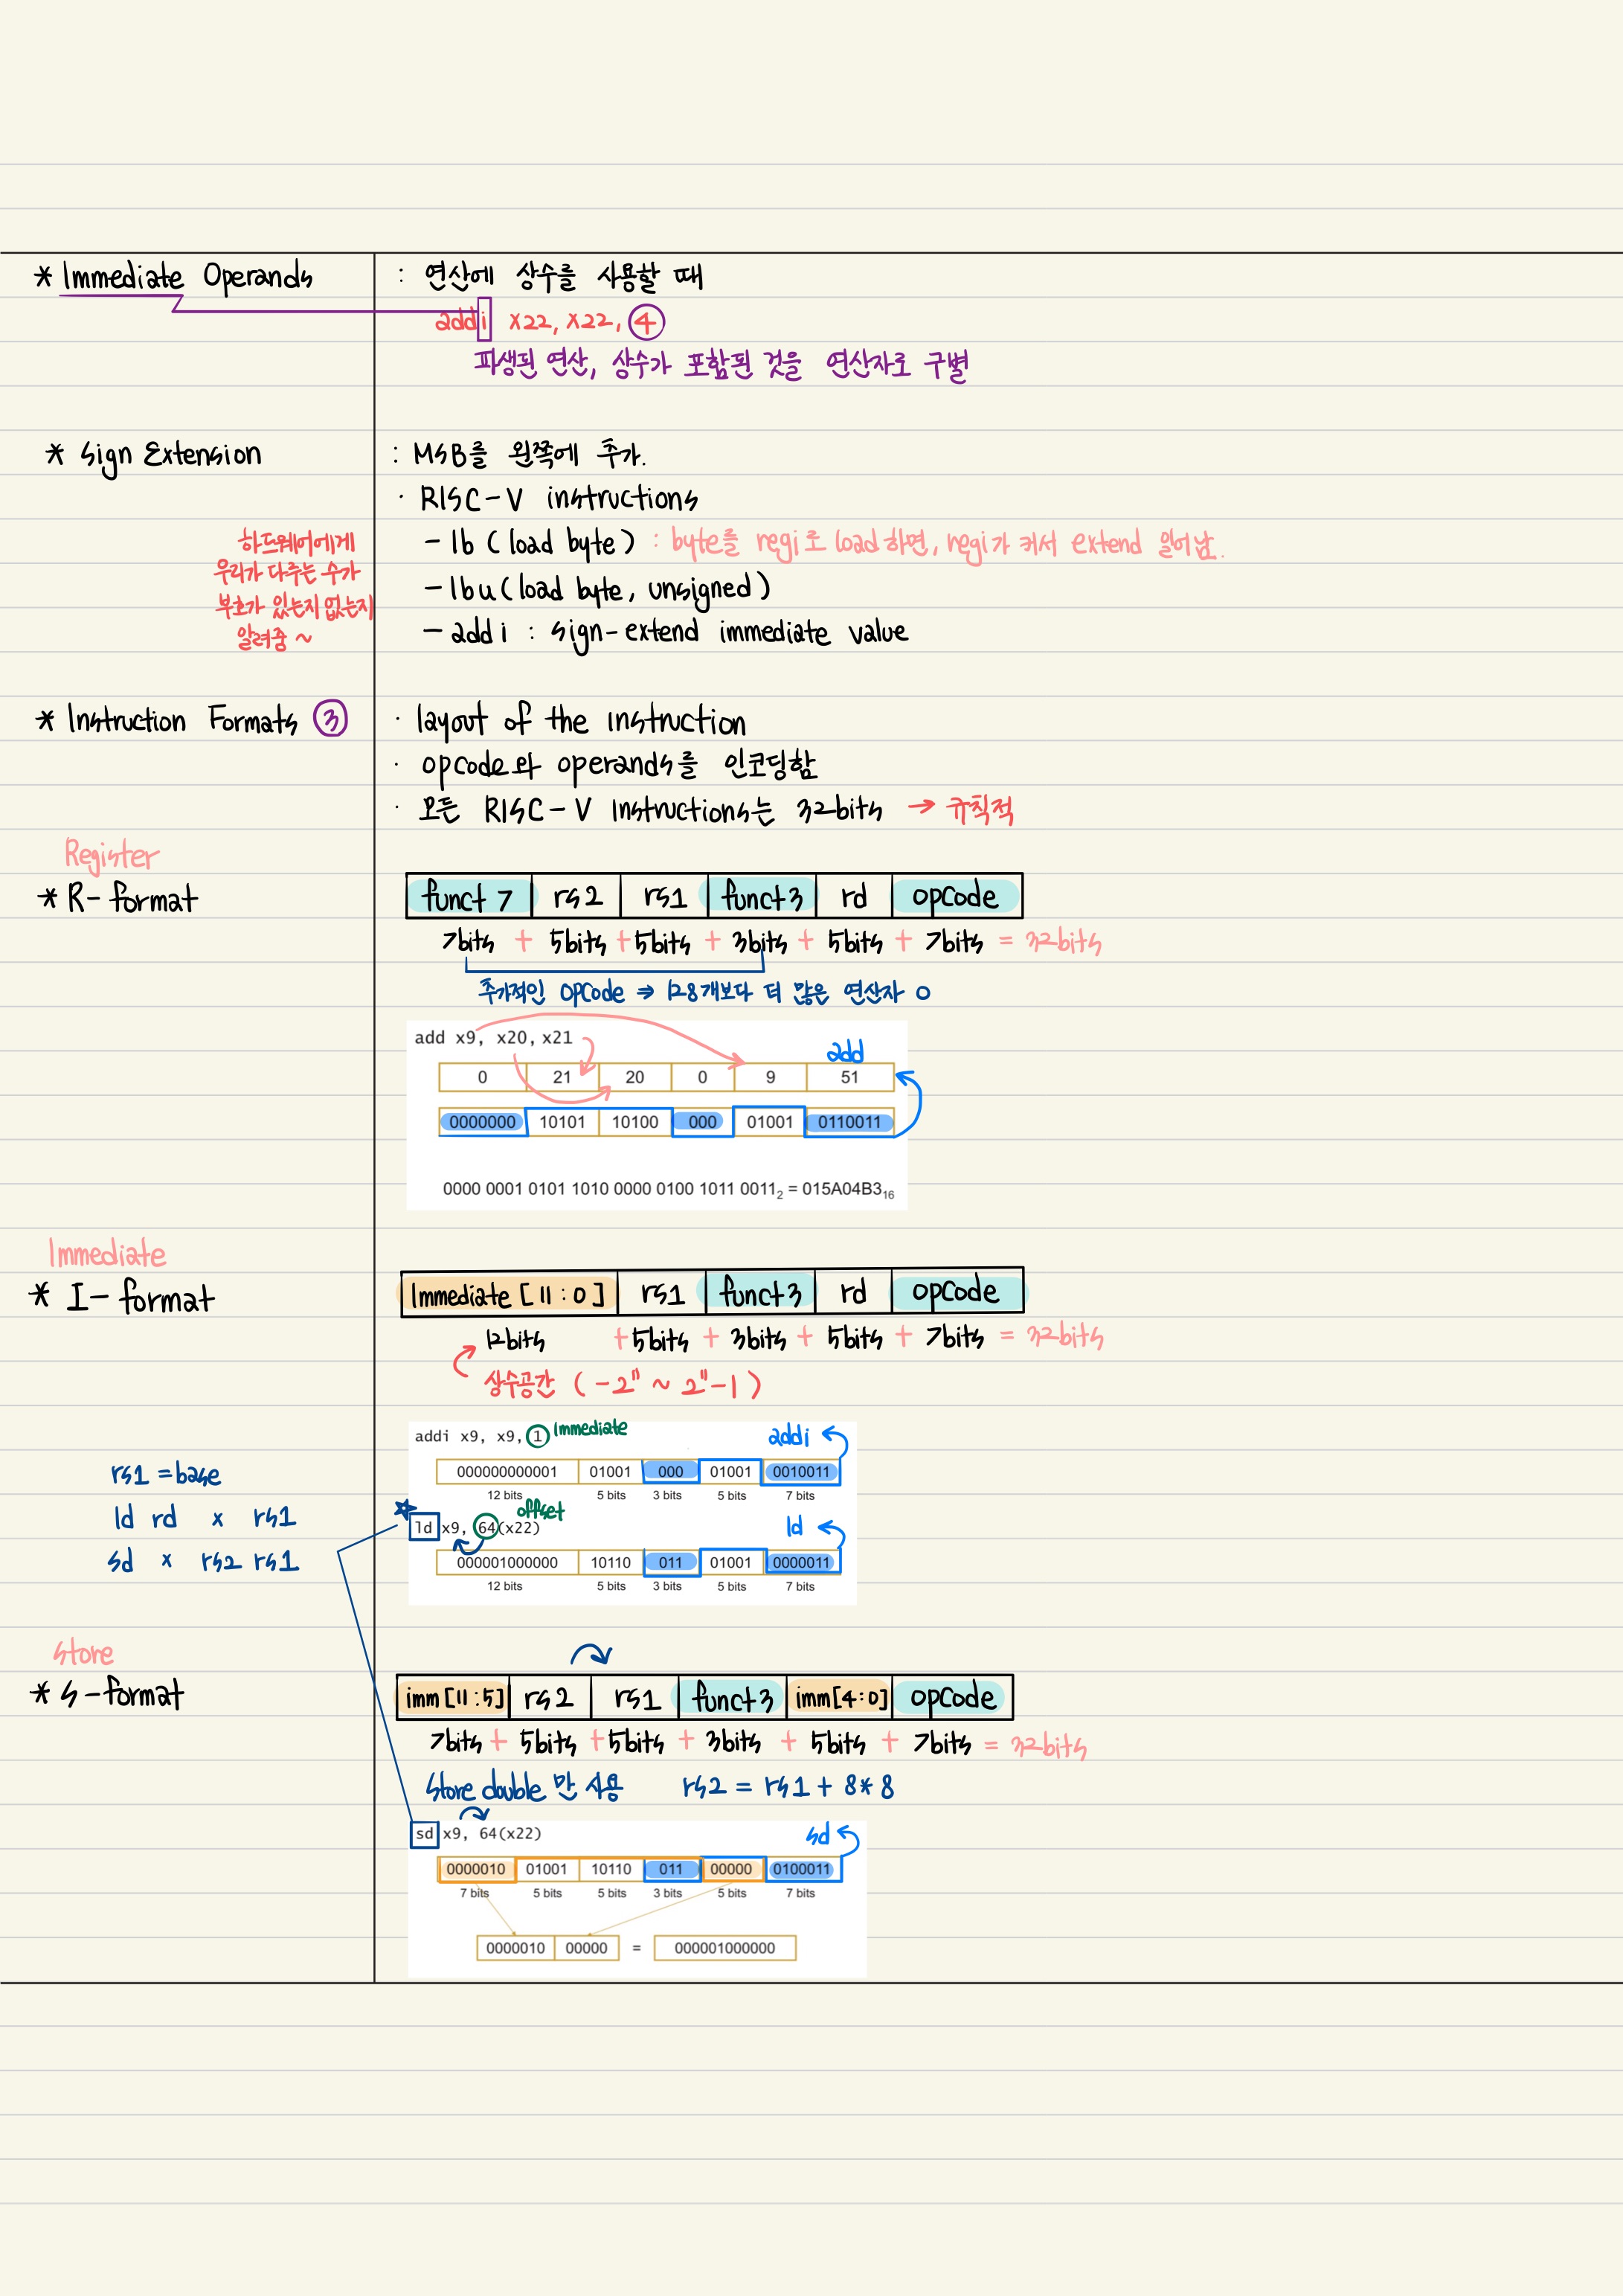 * Immediate Operands : 연산에 상수를 사용할 때
addi x22, x22, 4
파생된 연산, 상수가 포함된 것을 연산자로 구별
* Sign Extension : MSB를 왼쪽에 추가.
· RISC-V instructions
- lb (load byte) : byte를 regi로 load하면, regi가 커서 extend 일어남.
- lbu (load byte, unsigned)
- addi : sign-extend immediate value
하드웨어에게
우리가 다루는 수가
부호가 있는지 없는지
알려줌 ~
* Instruction Formats ③ · layout of the instruction
· opcode와 operands를 인코딩함
· 모든 RISC-V Instructions는 32bits → 규칙적
Register
* R-format funct 7 rs2 rs1 funct3 rd opcode
7bits + 5bits + 5bits + 3bits + 5bits + 7bits = 32bits
추가적인 opcode ⇒ 128개보다 더 많은 연산자 O
add x9, x20, x21
add
0 21 20 0 9 51
0000000 10101 10100 000 01001 0110011
0000 0001 0101 1010 0000 0100 1011 0011₂ = 015A04B3₁₆
Immediate
* I-format Immediate [11:0] rs1 funct3 rd opcode
12bits + 5bits + 3bits + 5bits + 7bits = 32bits
상수공간 (-2¹¹ ~ 2¹¹-1)
addi x9, x9, 1 Immediate addi
000000000001 01001 000 01001 0010011
12 bits 5 bits 3 bits 5 bits 7 bits
offset
ld x9, 64(x22) ld
000001000000 10110 011 01001 0000011
12 bits 5 bits 3 bits 5 bits 7 bits
rs1 = base
ld rd x rs1
sd x rs2 rs1
store
* S-format imm[11:5] rs2 rs1 funct3 imm[4:0] opcode
7bits + 5bits + 5bits + 3bits + 5bits + 7bits = 32bits
store double 만 사용 rs2 = rs1 + 8*8
sd x9, 64(x22) sd
0000010 01001 10110 011 00000 0100011
7 bits 5 bits 5 bits 3 bits 5 bits 7 bits
0000010 00000 = 000001000000